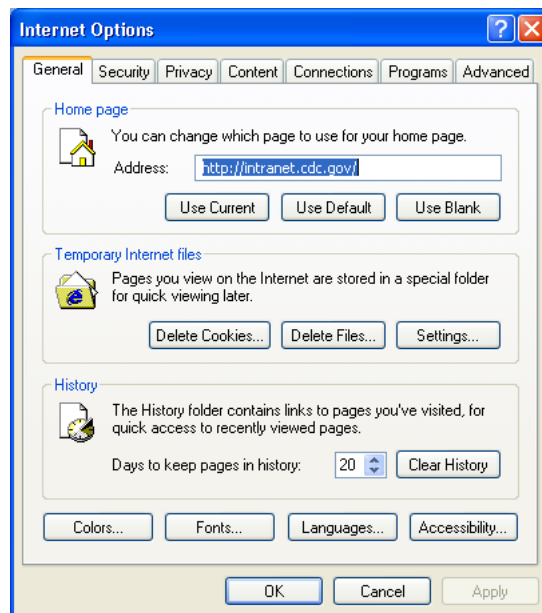 Internet Options
General Security Privacy Content Connections Programs Advanced
Home page
You can change which page to use for your home page.
Address: http://intranet.cdc.gov/
Use Current Use Default Use Blank
Temporary Internet files
Pages you view on the Internet are stored in a special folder
for quick viewing later.
Delete Cookies... Delete Files... Settings...
History
The History folder contains links to pages you've visited, for
quick access to recently viewed pages.
Days to keep pages in history: 20 Clear History
Colors... Fonts... Languages... Accessibility...
OK Cancel Apply